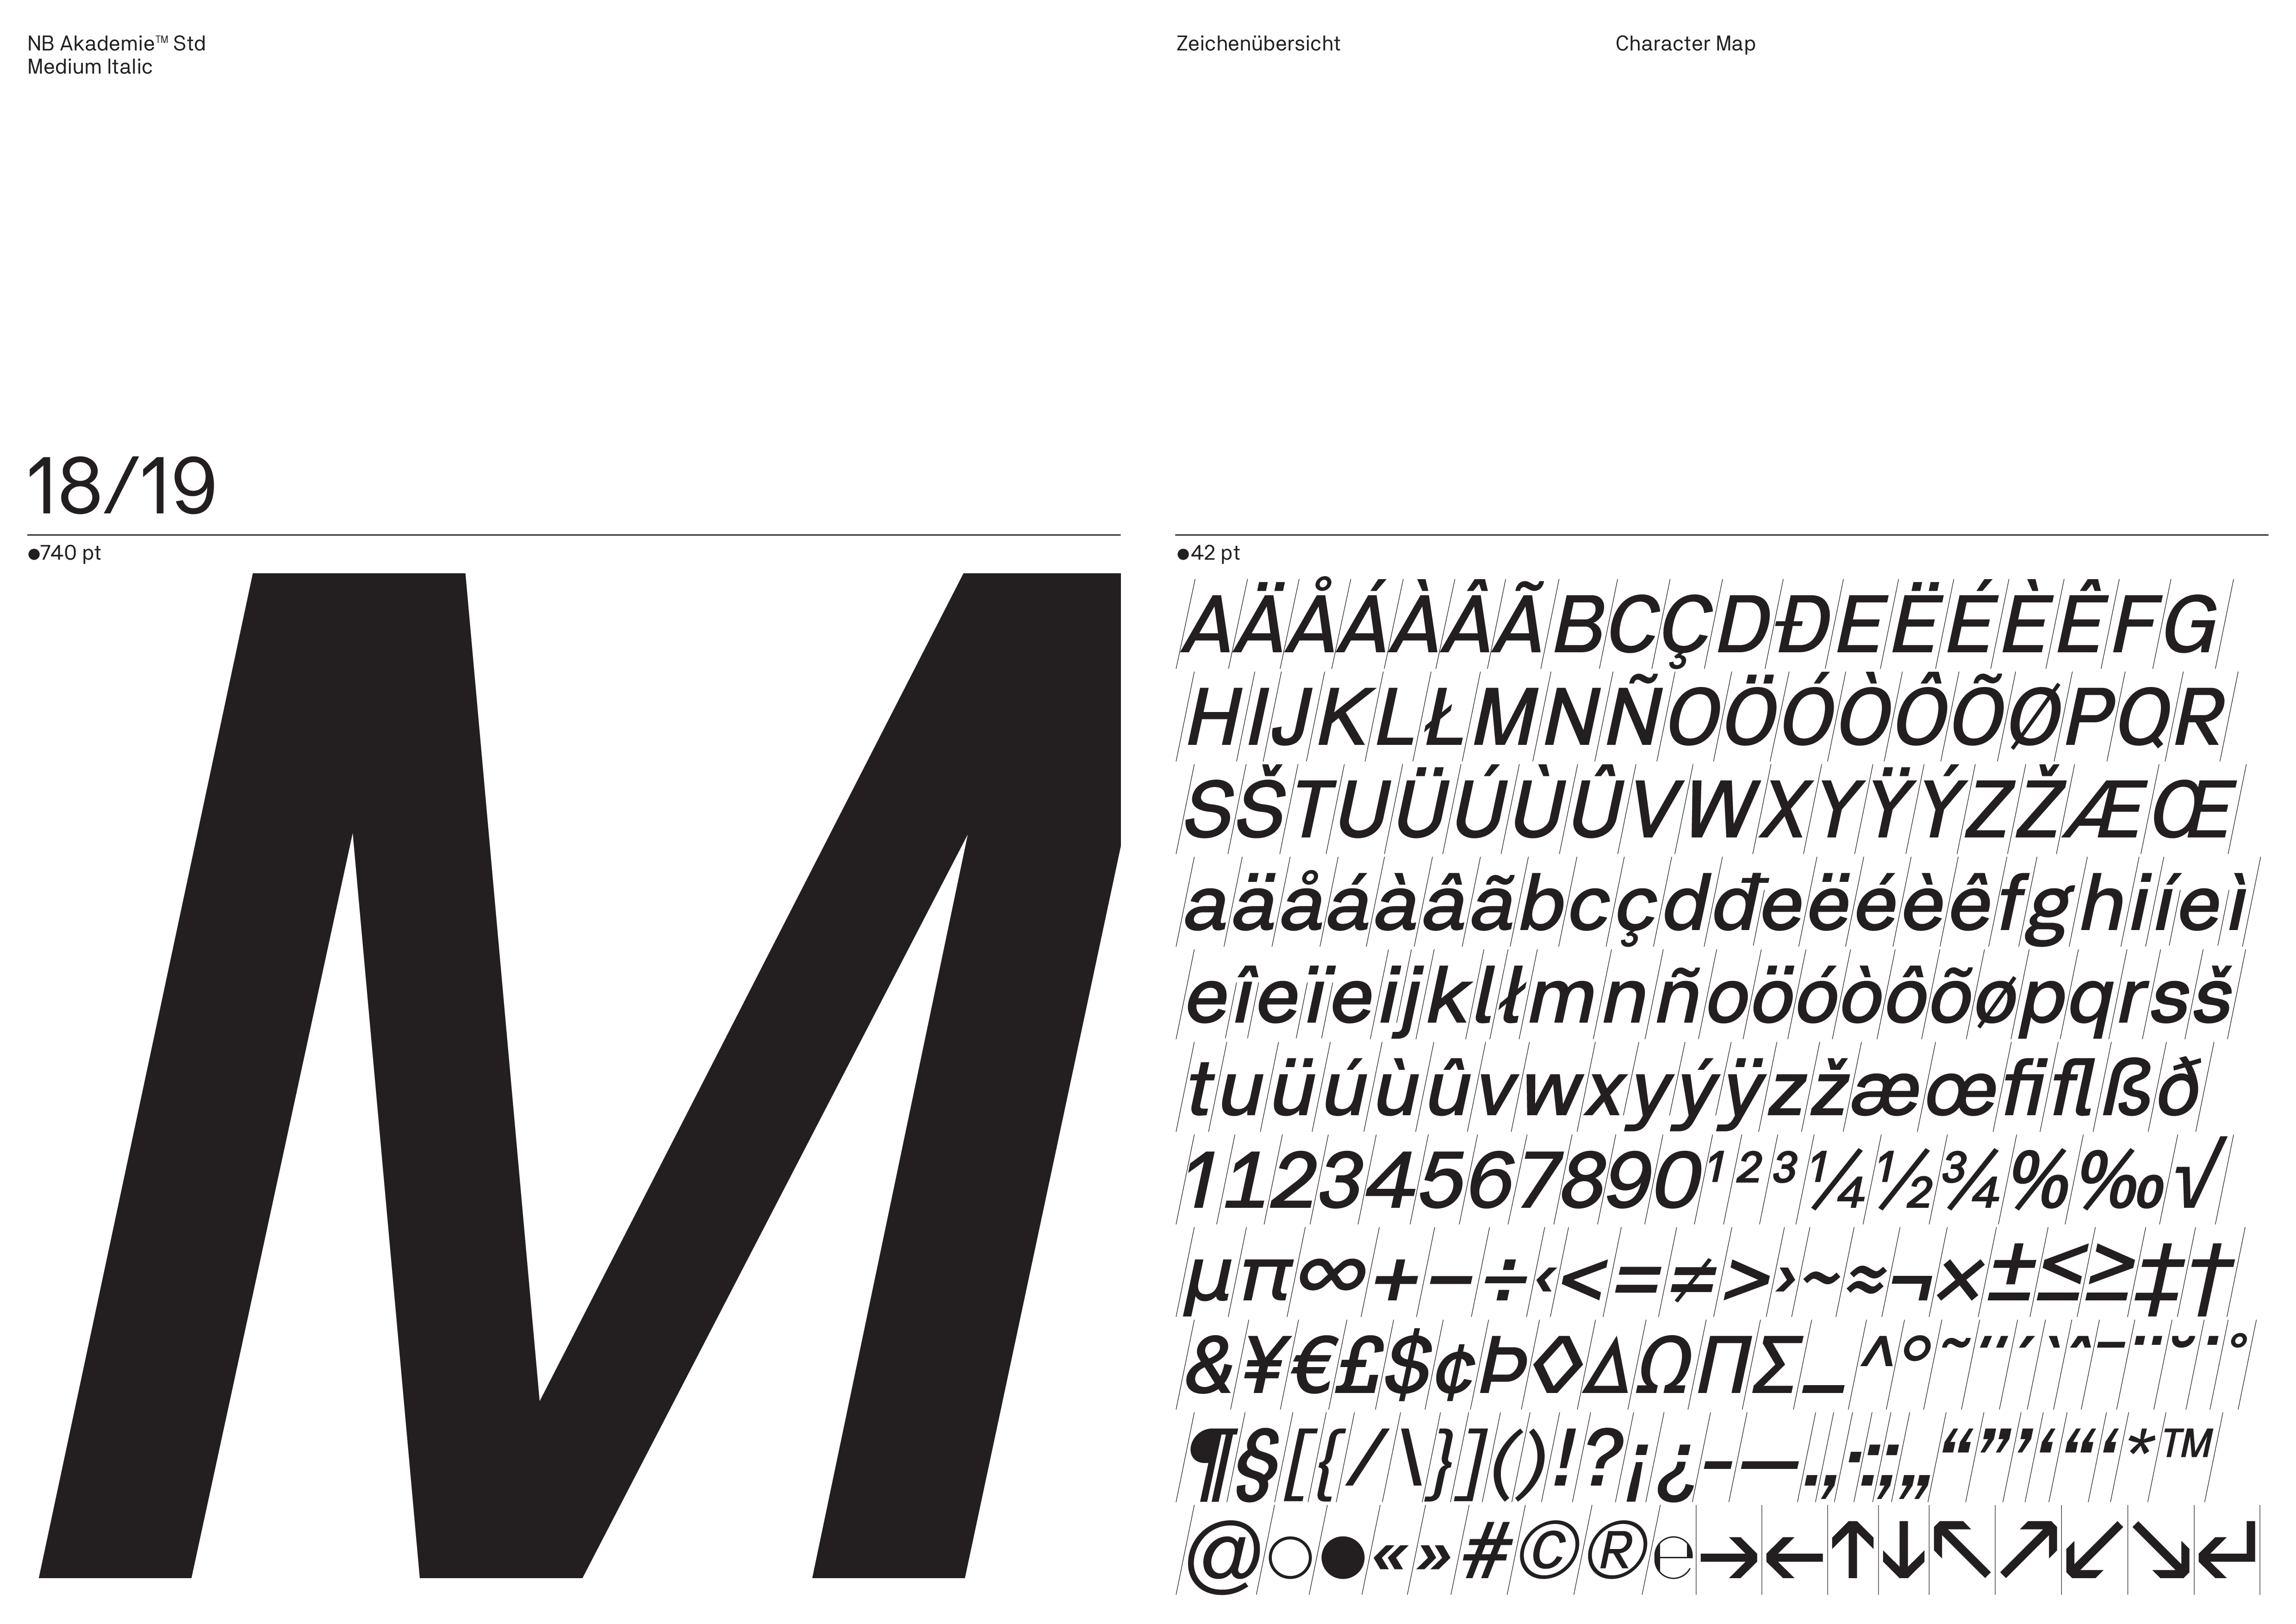 NB Akademie™ Std
Medium Italic
Zeichenübersicht
Character Map
18/19
●740 pt
M
●42 pt
AÄÅÁÀÂÃBCÇDĐEËÉÈÊFG
HIJKLŁMNÑOÖÓÒÔÕØPQR
SŠTUÜÚÙÛVWXYŸÝZŽÆŒ
aäåáàâãbcçdđeëéèêfghiíeì
eîeïeijklłmnñoöóòôõøpqrsš
tuüúùûvwxyýÿzžæœfiflßð
11234567890¹²³¼½¾%‰√
µπ∞+−÷‹<=≠>›~≈¬×±≤≥‡†
&¥€£$¢Þ◊∆ΩΠΣ_^°˜˝´`ˆ¯¨˘˙˚
¶§[{/\}]()!?¡¿–—.,·:;„“”’‘“‘*™
@○●«»#©®℮→←↑↓↖↗↙↘↵